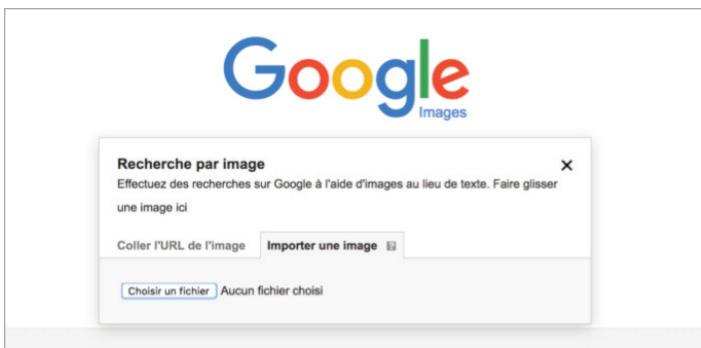 Google
Images
Recherche par image
Effectuez des recherches sur Google à l'aide d'images au lieu de texte. Faire glisser
une image ici
Coller l'URL de l'image Importer une image
Choisir un fichier Aucun fichier choisi